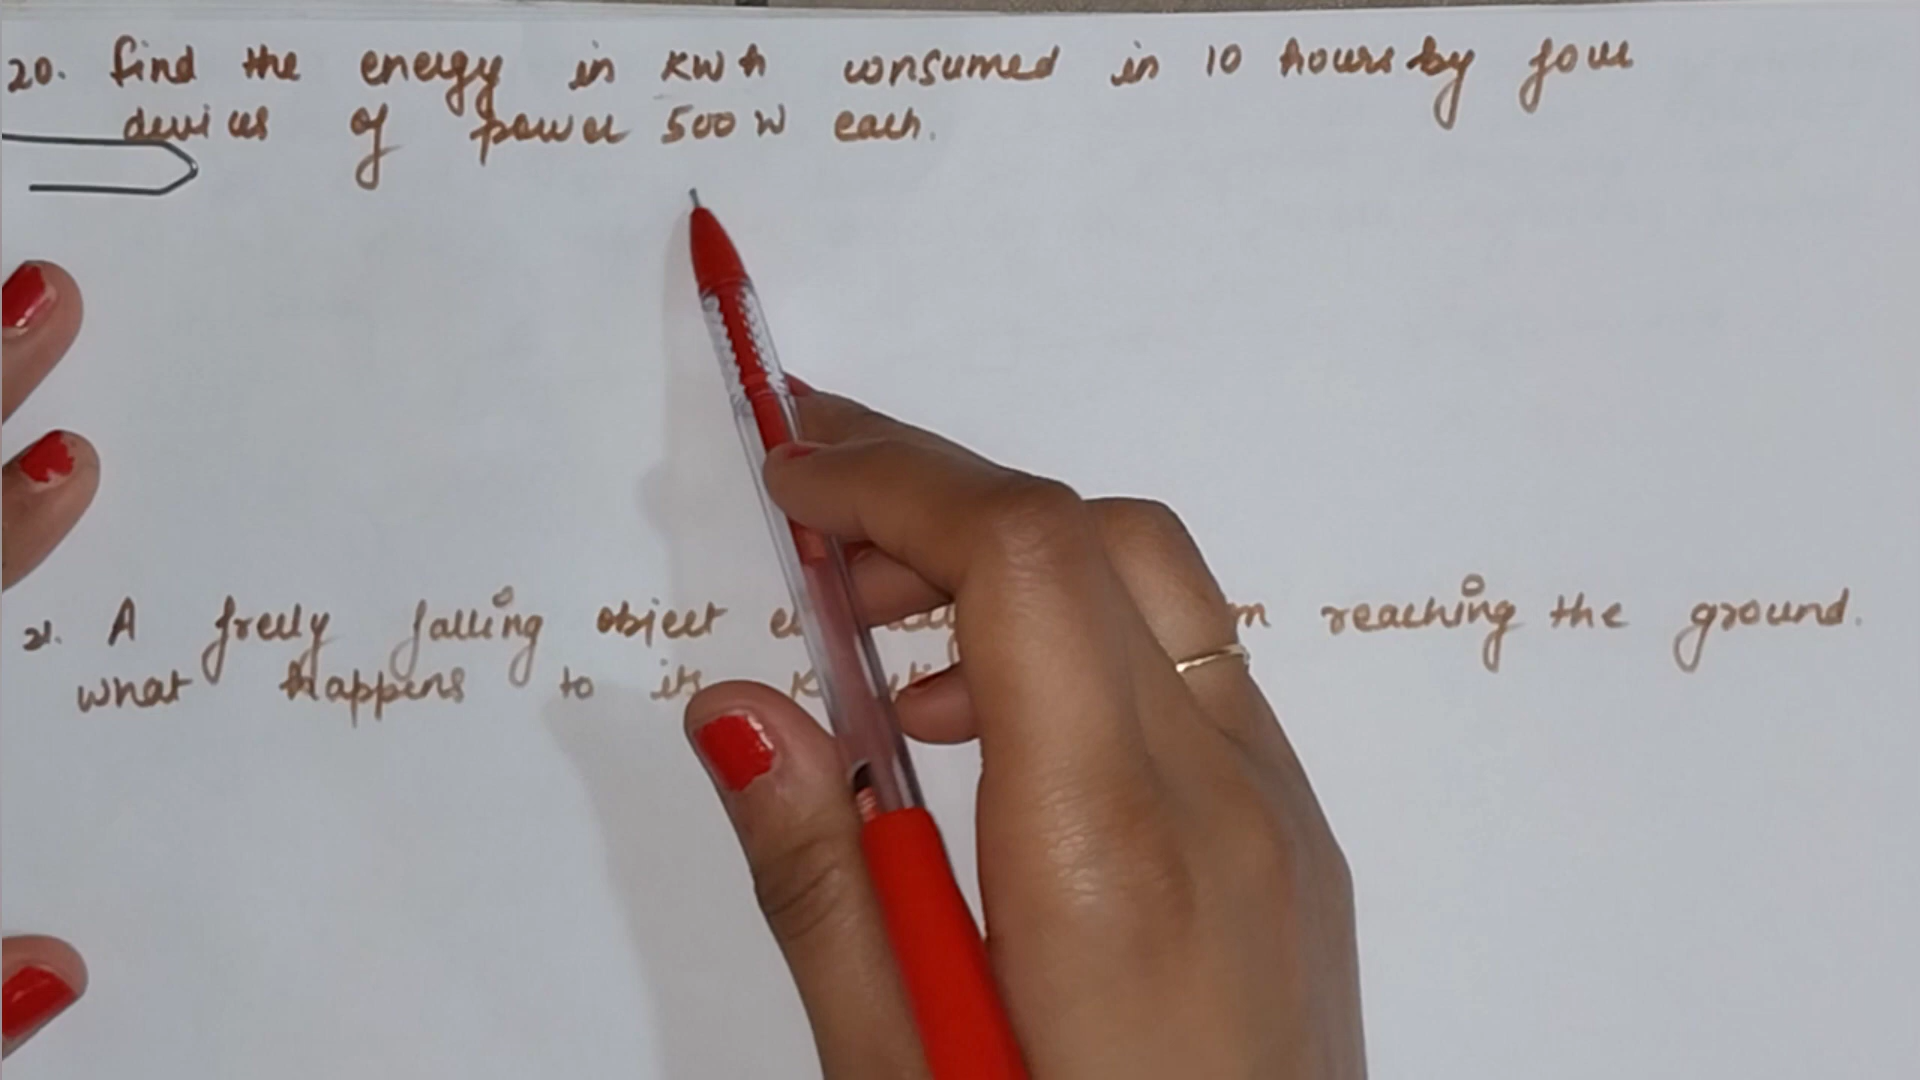 20. find the energy in kwh consumed in 10 hours by four
devices of power 500 W each.
21. A freely falling object reaching the ground.
what happens to its